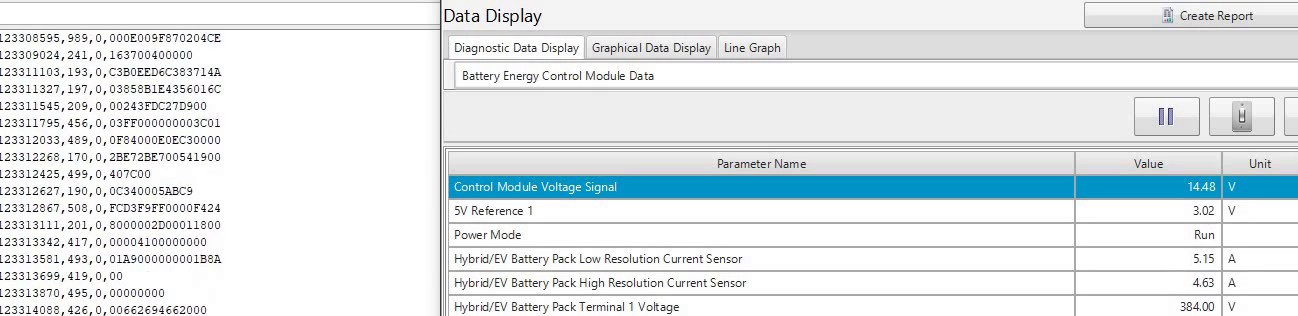 123308595,989,0,000E009F870204CE
123309024,241,0,163700400000
123311103,193,0,C3B0EED6C383714A
123311327,197,0,03858B1E4356016C
123311545,209,0,00243FDC27D900
123311795,456,0,03FF000000003C01
123312033,489,0,0F84000E0EC30000
123312268,170,0,2BE72BE700541900
123312425,499,0,407C00
123312627,190,0,0C340005ABC9
123312867,508,0,FCD3F9FF0000F424
123313111,201,0,8000002D00011800
123313342,417,0,00004100000000
123313581,493,0,01A9000000001B8A
123313699,419,0,00
123313870,495,0,00000000
123314088,426,0,00662694662000
Data Display
Create Report
Diagnostic Data Display Graphical Data Display Line Graph
Battery Energy Control Module Data
Parameter Name Value Unit
Control Module Voltage Signal 14.48 V
5V Reference 1 3.02 V
Power Mode Run
Hybrid/EV Battery Pack Low Resolution Current Sensor 5.15 A
Hybrid/EV Battery Pack High Resolution Current Sensor 4.63 A
Hybrid/EV Battery Pack Terminal 1 Voltage 384.00 V